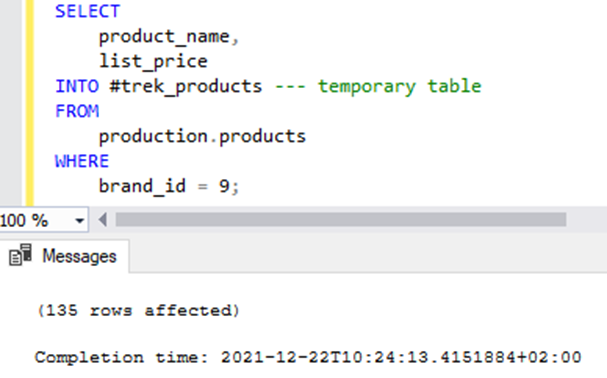 SELECT
product_name,
list_price
INTO #trek_products --- temporary table
FROM
production.products
WHERE
brand_id = 9;
100 %
Messages
(135 rows affected)
Completion time: 2021-12-22T10:24:13.4151884+02:00